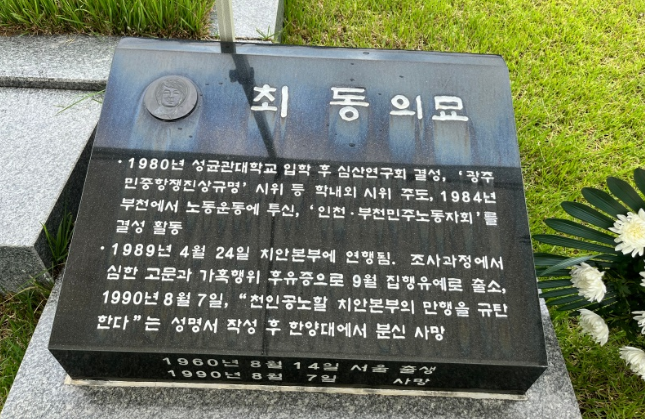 최 동의묘
· 1980년 성균관대학교 입학 후 심산연구회 결성, '광주
민중항쟁진상규명' 시위 등 학내외 시위 주도, 1984년
부천에서 노동운동에 투신, '인천·부천민주노동자회'를
결성 활동
· 1989년 4월 24일 치안본부에 연행됨. 조사과정에서
심한 고문과 가혹행위 후유증으로 9월 집행유예로 출소,
1990년 8월 7일, "천인공노할 치안본부의 만행을 규탄
한다"는 성명서 작성 후 한양대에서 분신 사망
1960년 8월 14일 서울 출생
1990년 8월 7일 사망